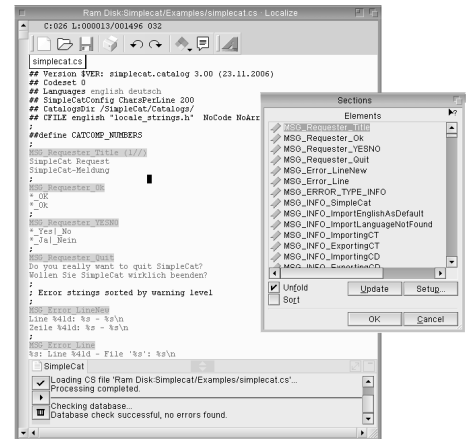 Ram Disk:Simplecat/Examples/simplecat.cs - Localize
C:026 L:000013/001496 032
simplecat.cs
## Version $VER: simplecat.catalog 3.00 (23.11.2006)
## Codeset 0
## Languages english deutsch
## SimpleCatConfig CharsPerLine 200
## CatalogsDir /SimpleCat/Catalogs/
## CFILE english "locale_strings.h" NoCode NoArr
;
##define CATCOMP_NUMBERS
;
MSG_Requester_Title (1//)
SimpleCat Request
SimpleCat-Meldung
;
MSG_Requester_Ok
*_OK
*_Ok
;
MSG_Requester_YESNO
*_Yes|_No
*_Ja|_Nein
;
MSG_Requester_Quit
Do you really want to quit SimpleCat?
Wollen Sie SimpleCat wirklich beenden?
;
; Error strings sorted by warning level
;
MSG_Error_LineNew
Line %4ld: %s - %s\n
Zeile %4ld: %s - %s\n
;
MSG_Error_Line
%s: Line %4ld - File '%s': %s\n
SimpleCat
Loading CS file 'Ram Disk:Simplecat/Examples/simplecat.cs'...
Processing completed.
Checking database...
Database check successful, no errors found.
Sections
Elements
MSG_Requester_Title
MSG_Requester_Ok
MSG_Requester_YESNO
MSG_Requester_Quit
MSG_Error_LineNew
MSG_Error_Line
MSG_ERROR_TYPE_INFO
MSG_INFO_SimpleCat
MSG_INFO_ImportEnglishAsDefault
MSG_INFO_ImportLanguageNotFound
MSG_INFO_ImportingCT
MSG_INFO_ExportingCT
MSG_INFO_ImportingCD
MSG_INFO_ExportingCD
Unfold
Update
Setup...
Sort
OK
Cancel